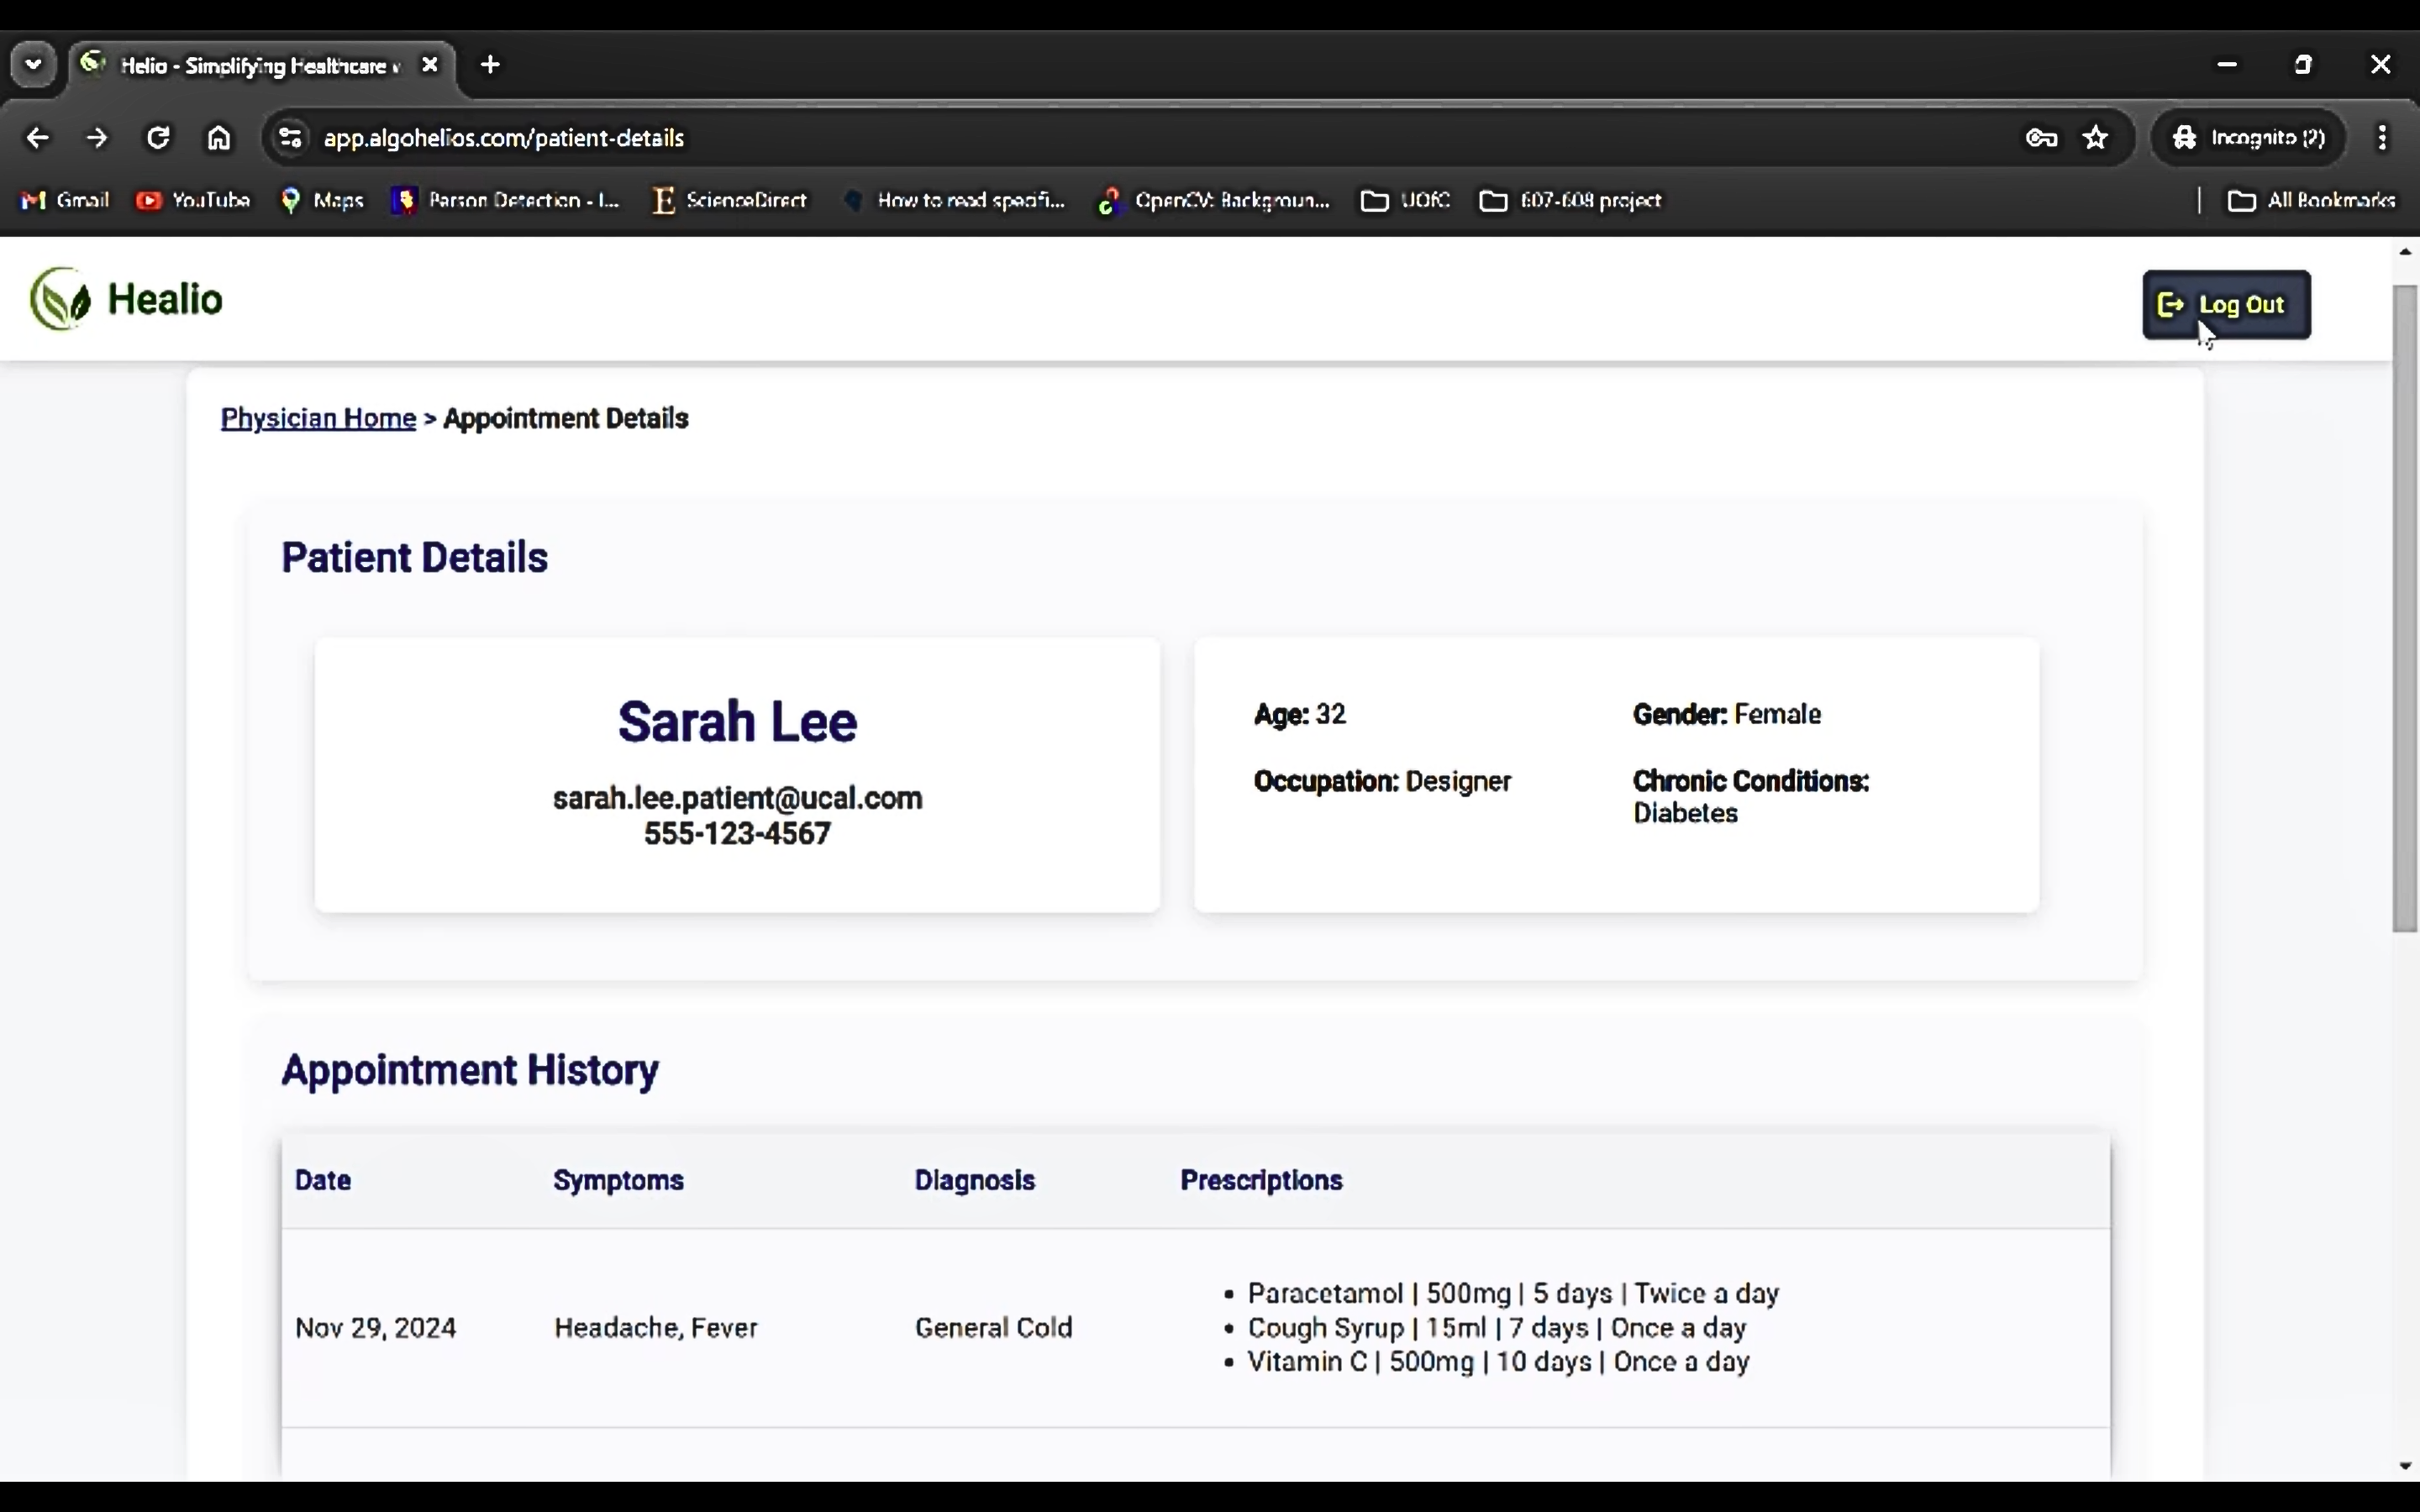 Helio - Simplifying Healthcare
app.algohelios.com/patient-details
Incognito (2)
Gmail
YouTube
Maps
Person Detection - I...
ScienceDirect
How to read specifi...
OpenCV: Backgroun...
UOfC
607-608 project
All Bookmarks
Healio
Log Out
Physician Home > Appointment Details
Patient Details
Sarah Lee
sarah.lee.patient@ucal.com
555-123-4567
Age: 32
Gender: Female
Occupation: Designer
Chronic Conditions:
Diabetes
Appointment History
Date Symptoms Diagnosis Prescriptions
Nov 29, 2024 Headache, Fever General Cold
• Paracetamol | 500mg | 5 days | Twice a day
• Cough Syrup | 15ml | 7 days | Once a day
• Vitamin C | 500mg | 10 days | Once a day